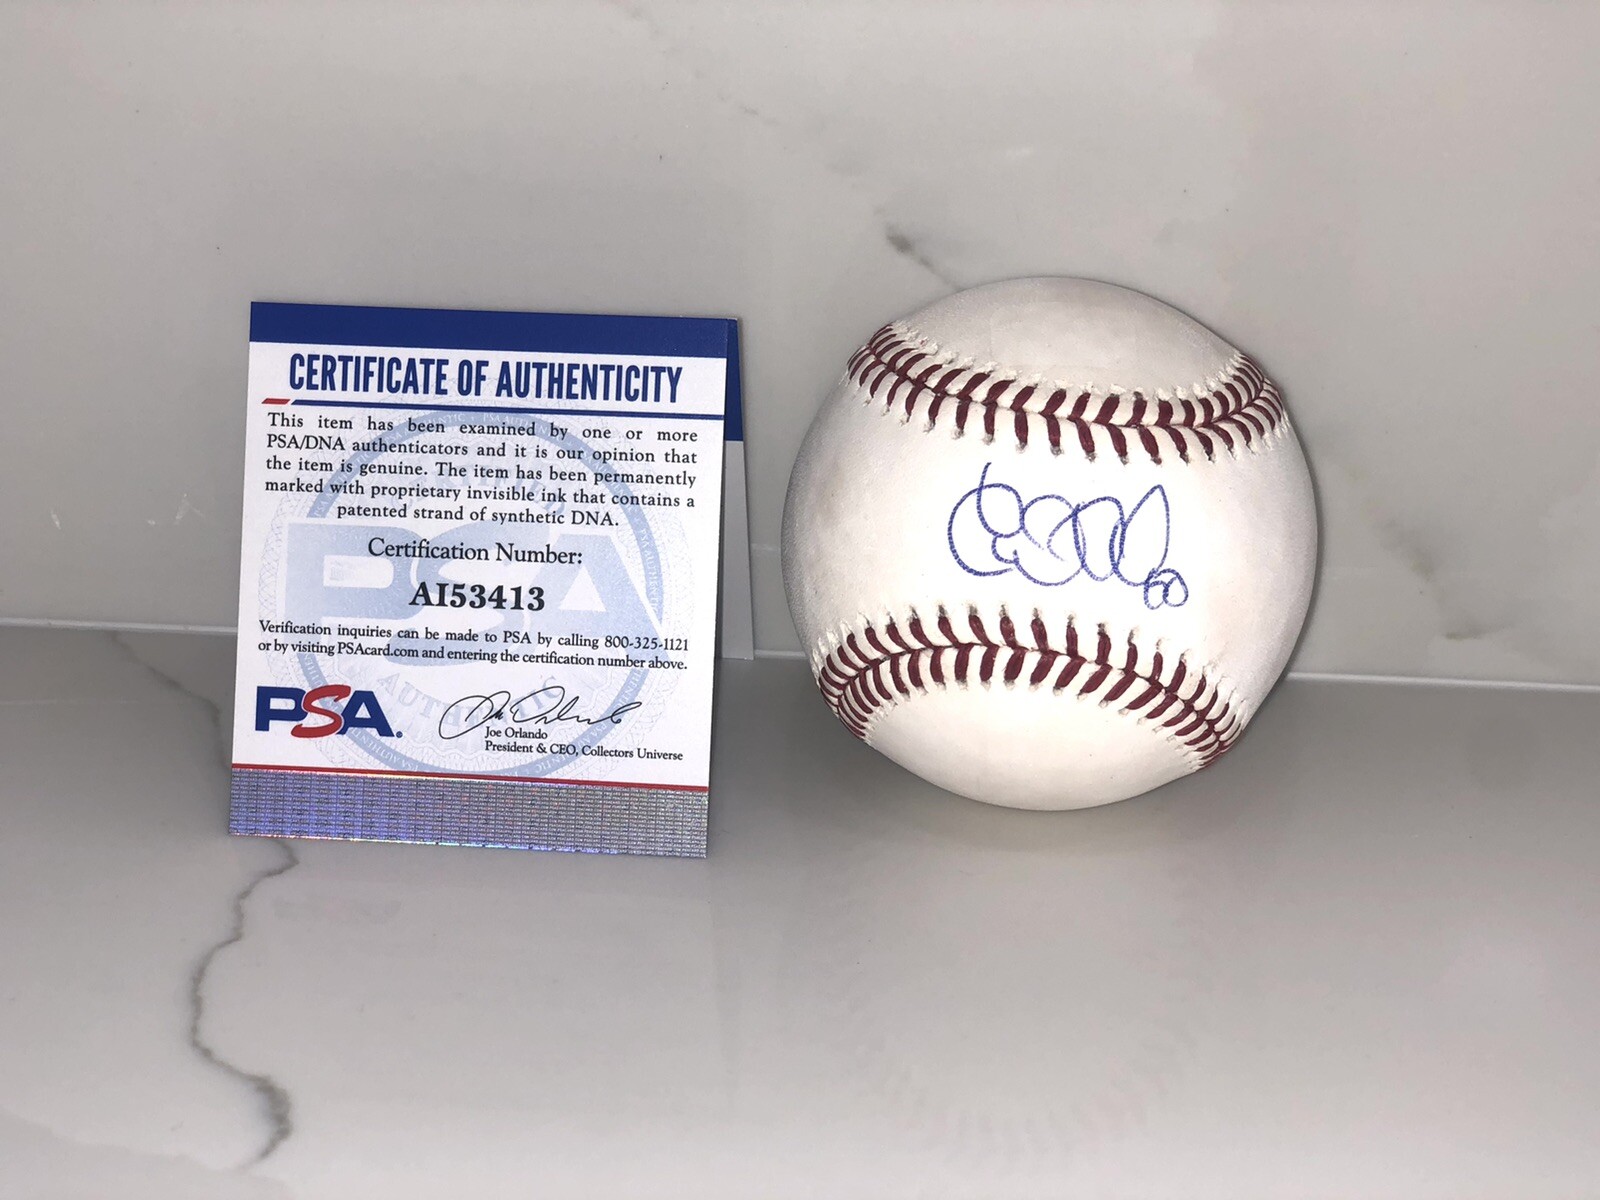 CERTIFICATE OF AUTHENTICITY
This item has been examined by one or more
PSA/DNA authenticators and it is our opinion that
the item is genuine. The item has been permanently
marked with proprietary invisible ink that contains a
patented strand of synthetic DNA.
Certification Number:
AI53413
Verification inquiries can be made to PSA by calling 800-325-1121
or by visiting PSAcard.com and entering the certification number above.
PSA.
Joe Orlando
President & CEO, Collectors Universe
60